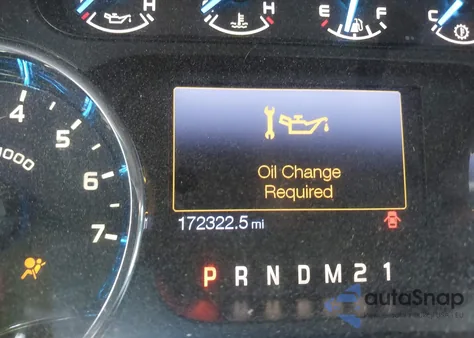 H
H
E F
C
4
5
6
7
1000
Oil Change
Required
172322.5 mi
P R N D M 2 1
autoSnap